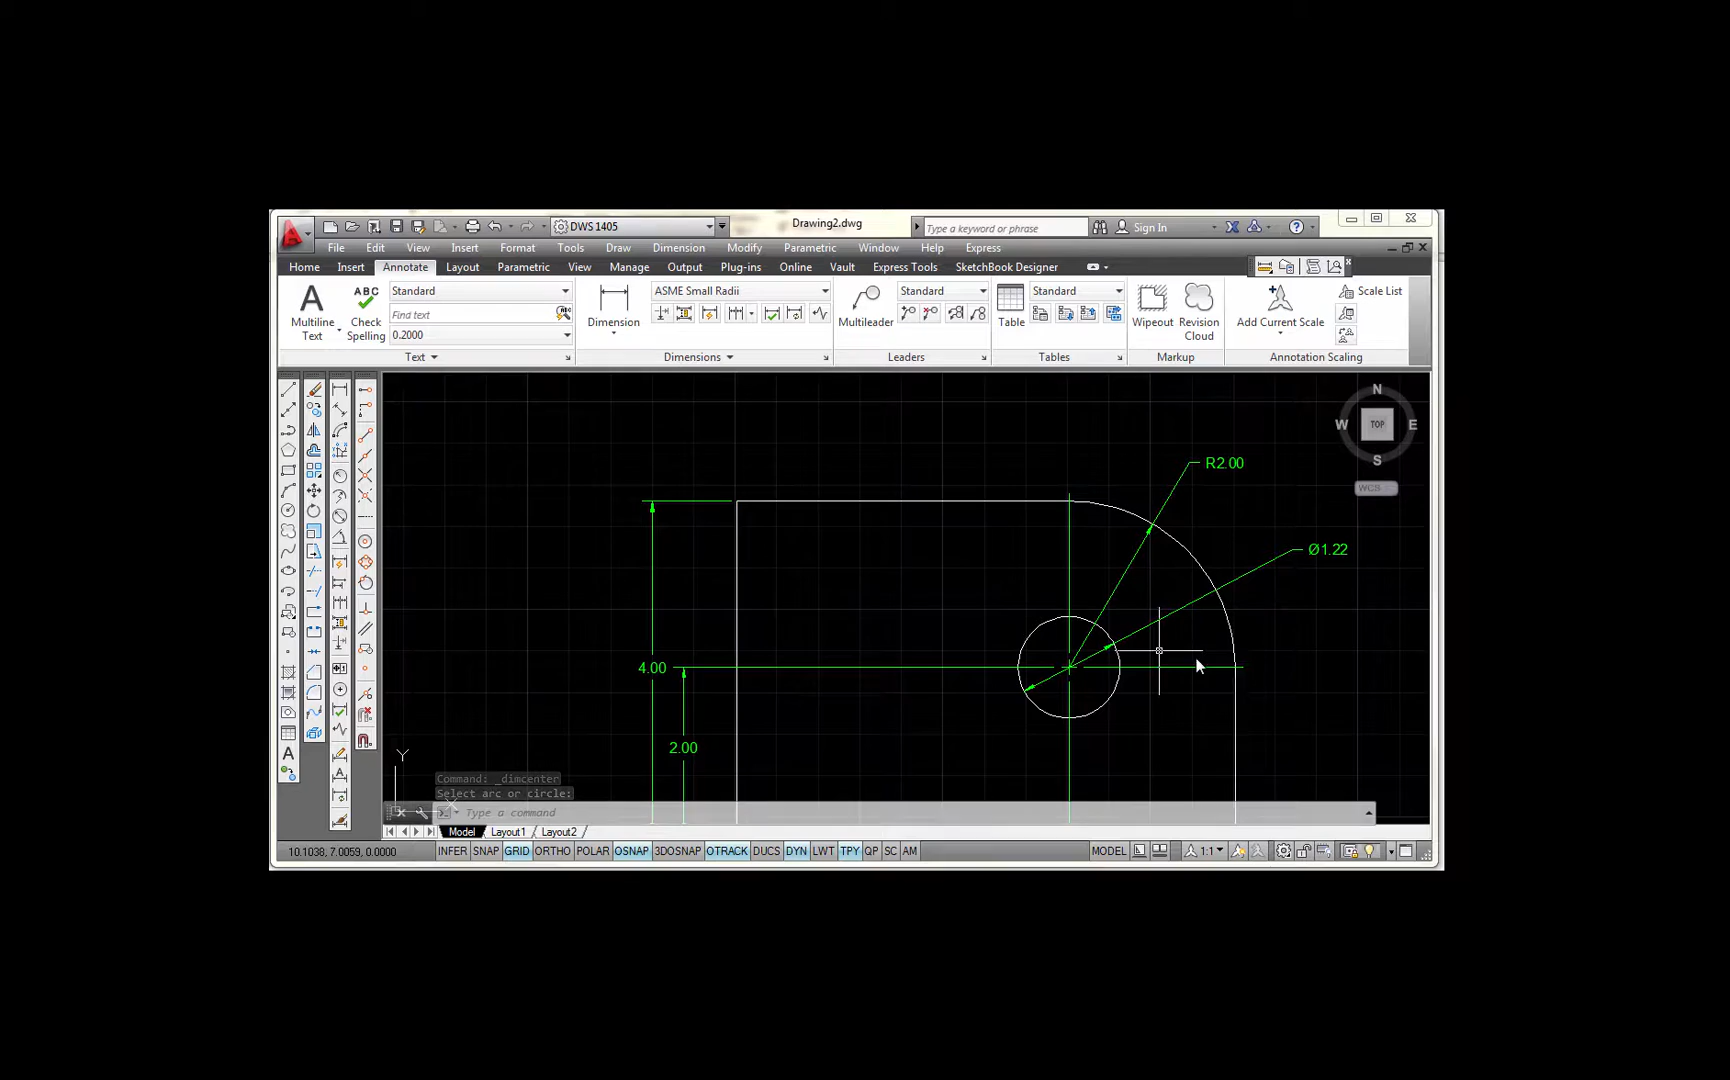 DWS 1405
Drawing2.dwg
Type a keyword or phrase
Sign In
File Edit View Insert Format Tools Draw Dimension Modify Parametric Window Help Express
Home Insert Annotate Layout Parametric View Manage Output Plug-ins Online Vault Express Tools SketchBook Designer
A Multiline Text
ABC Check Spelling
Standard
Find text
0.2000
Text
Dimension
ASME Small Radii
Dimensions
Multileader
Standard
Leaders
Table
Standard
Tables
Wipeout
Revision Cloud
Markup
Add Current Scale
Scale List
Annotation Scaling
N
W TOP E
S
WCS
R2.00
Ø1.22
4.00
2.00
Y
Command: _dimcenter
Select arc or circle:
Type a command
Model Layout1 Layout2
10.1038, 7.0059, 0.0000 INFER SNAP GRID ORTHO POLAR OSNAP 3DOSNAP OTRACK DUCS DYN LWT TPY QP SC AM MODEL 1:1